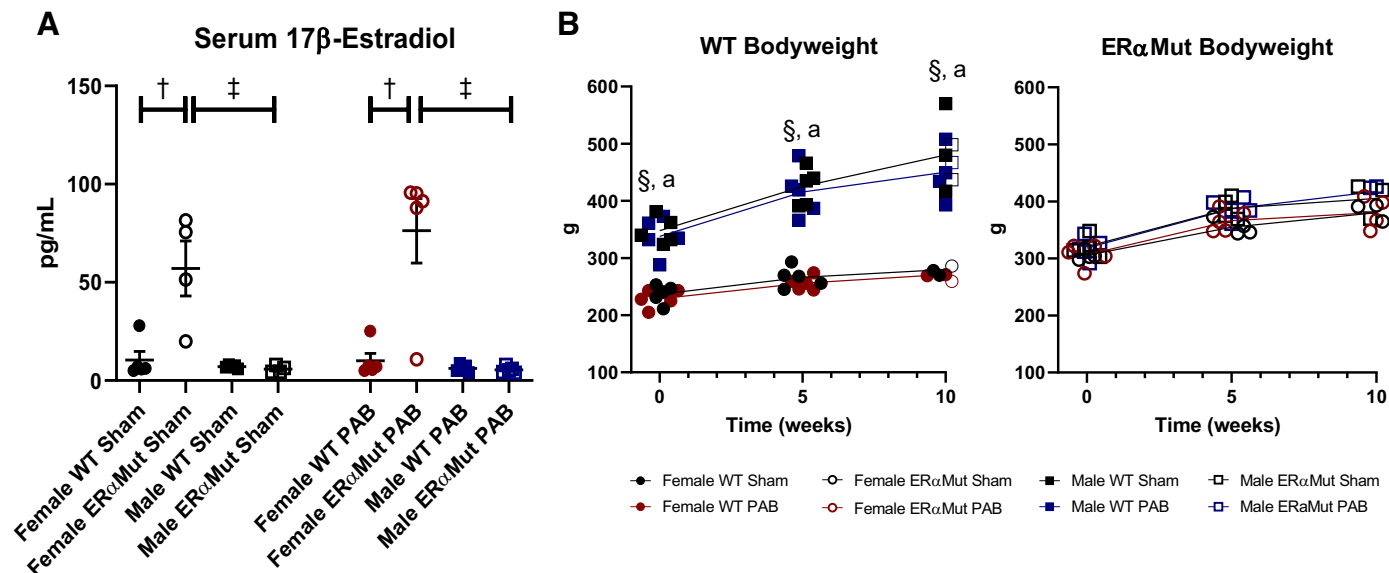 A
Serum 17β-Estradiol
pg/mL
150
100
50
0
†
‡
†
‡
Female WT Sham
Female ERαMut Sham
Male WT Sham
Male ERαMut Sham
Female WT PAB
Female ERαMut PAB
Male WT PAB
Male ERαMut PAB
B
WT Bodyweight
g
600
500
400
300
200
100
§, a
§, a
§, a
0
5
10
Time (weeks)
ERαMut Bodyweight
g
600
500
400
300
200
100
0
5
10
Time (weeks)
Female WT Sham
Female ERαMut Sham
Male WT Sham
Male ERαMut Sham
Female WT PAB
Female ERαMut PAB
Male WT PAB
Male ERaMut PAB